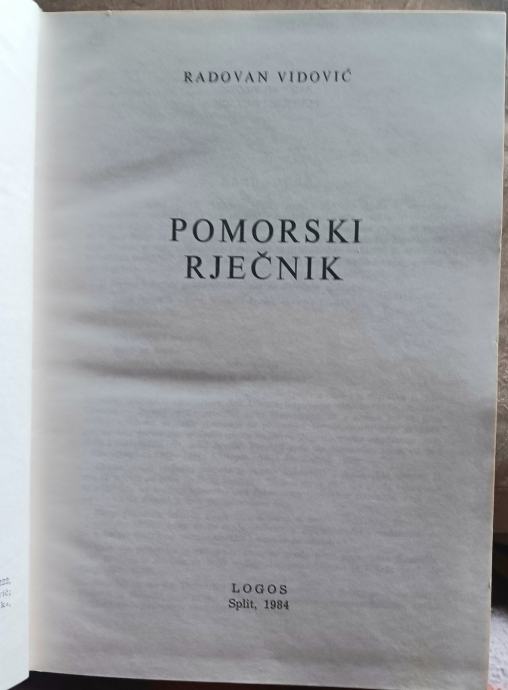 RADOVAN VIDOVIĆ
POMORSKI
RJEČNIK
LOGOS
Split, 1984